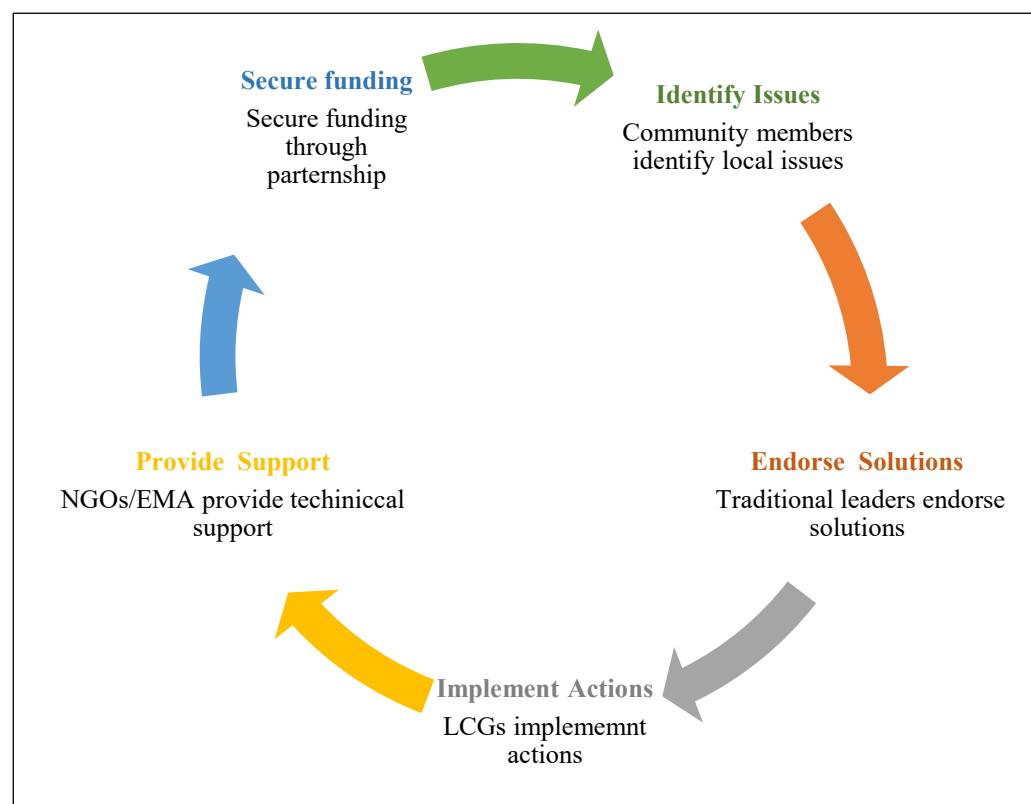 Secure funding
Secure funding
through
parternship
Identify Issues
Community members
identify local issues
Endorse Solutions
Traditional leaders endorse
solutions
Implement Actions
LCGs implememnt
actions
Provide Support
NGOs/EMA provide techiniccal
support